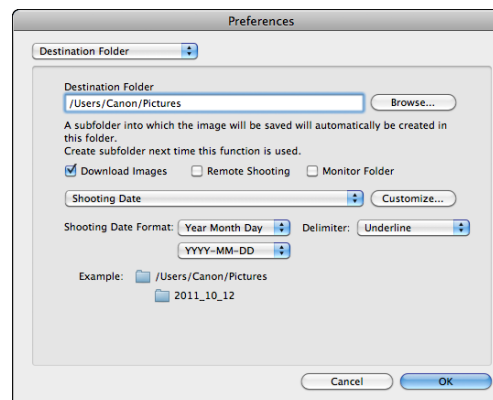 Preferences
Destination Folder
Destination Folder
/Users/Canon/Pictures
Browse...
A subfolder into which the image will be saved will automatically be created in
this folder.
Create subfolder next time this function is used.
Download Images Remote Shooting Monitor Folder
Shooting Date Customize...
Shooting Date Format: Year Month Day Delimiter: Underline
YYYY-MM-DD
Example: /Users/Canon/Pictures
2011_10_12
Cancel OK